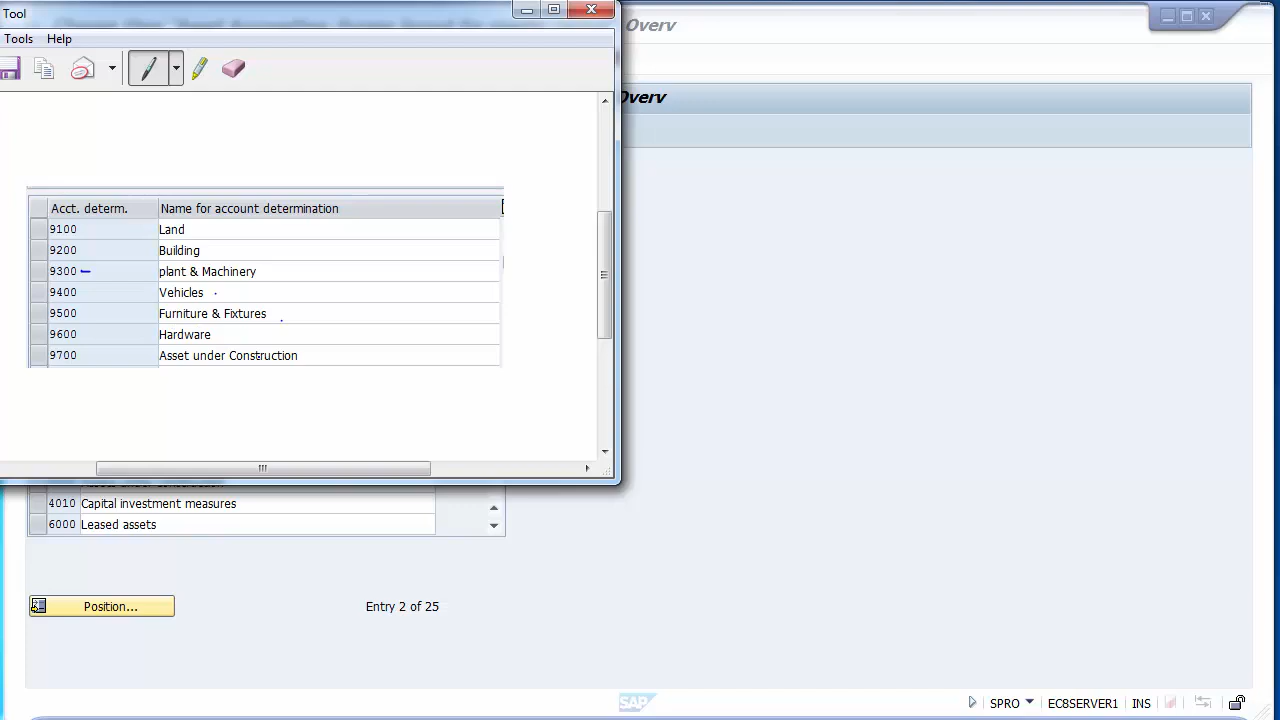 Tool
Overv
Tools Help
Overv
Acct. determ. Name for account determination
9100 Land
9200 Building
9300 plant & Machinery
9400 Vehicles
9500 Furniture & Fixtures
9600 Hardware
9700 Asset under Construction
4010 Capital investment measures
6000 Leased assets
Position... Entry 2 of 25
SAP SPRO EC8SERVER1 INS